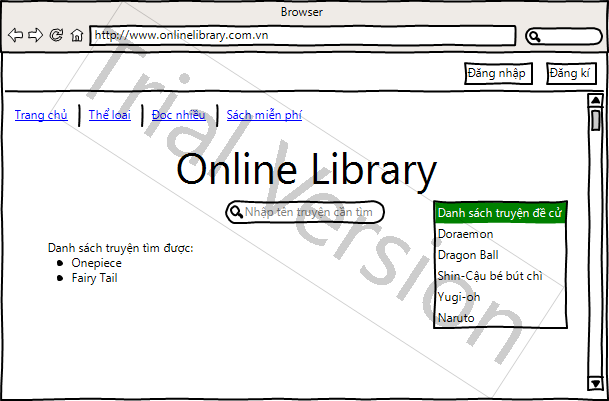 Browser
http://www.onlinelibrary.com.vn
Đăng nhập Đăng kí
Trang chủ Thể loại Đọc nhiều Sách miễn phí
Online Library
Nhập tên truyện cần tìm
Danh sách truyện đề cử
Doraemon
Dragon Ball
Shin-Cậu bé bút chì
Yugi-oh
Naruto
Danh sách truyện tìm được:
Onepiece
Fairy Tail
Trial Version